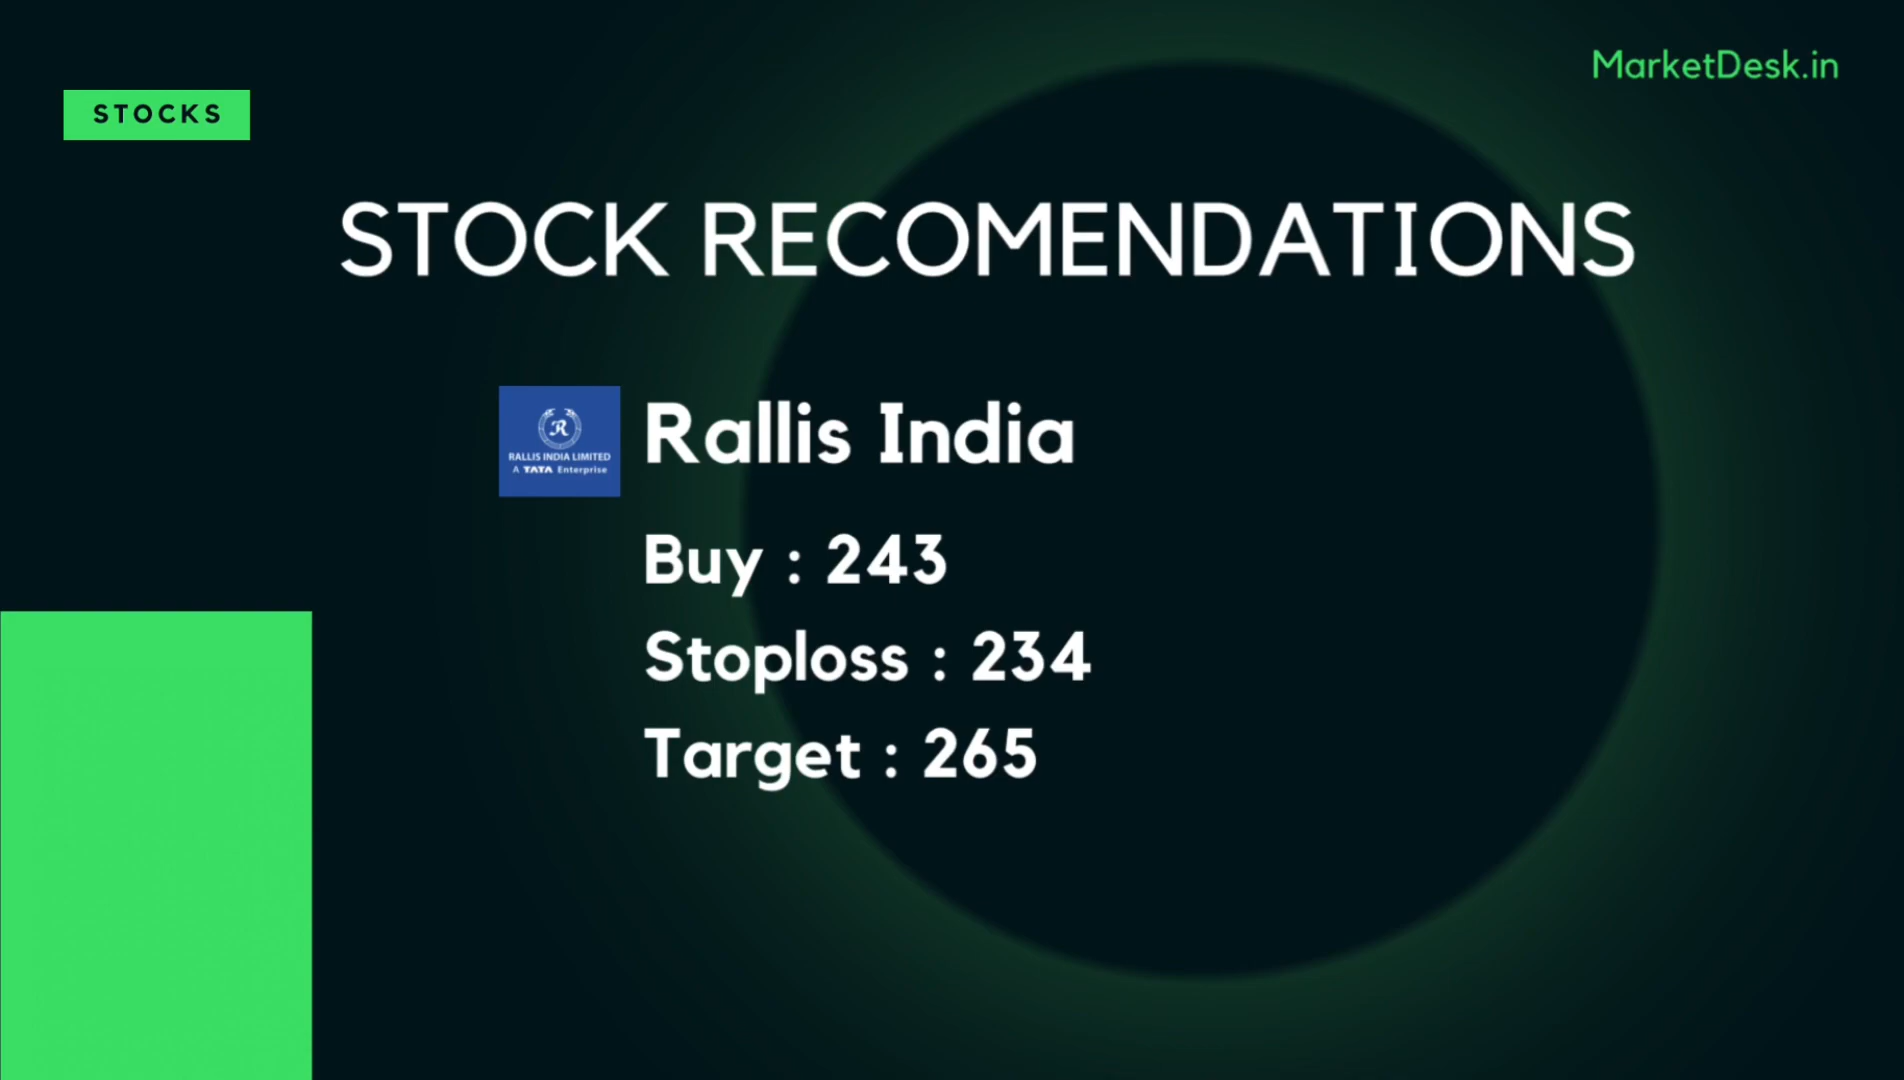 MarketDesk.in
STOCKS
STOCK RECOMENDATIONS
R
RALLIS INDIA LIMITED
A TATA Enterprise
Rallis India
Buy : 243
Stoploss : 234
Target : 265